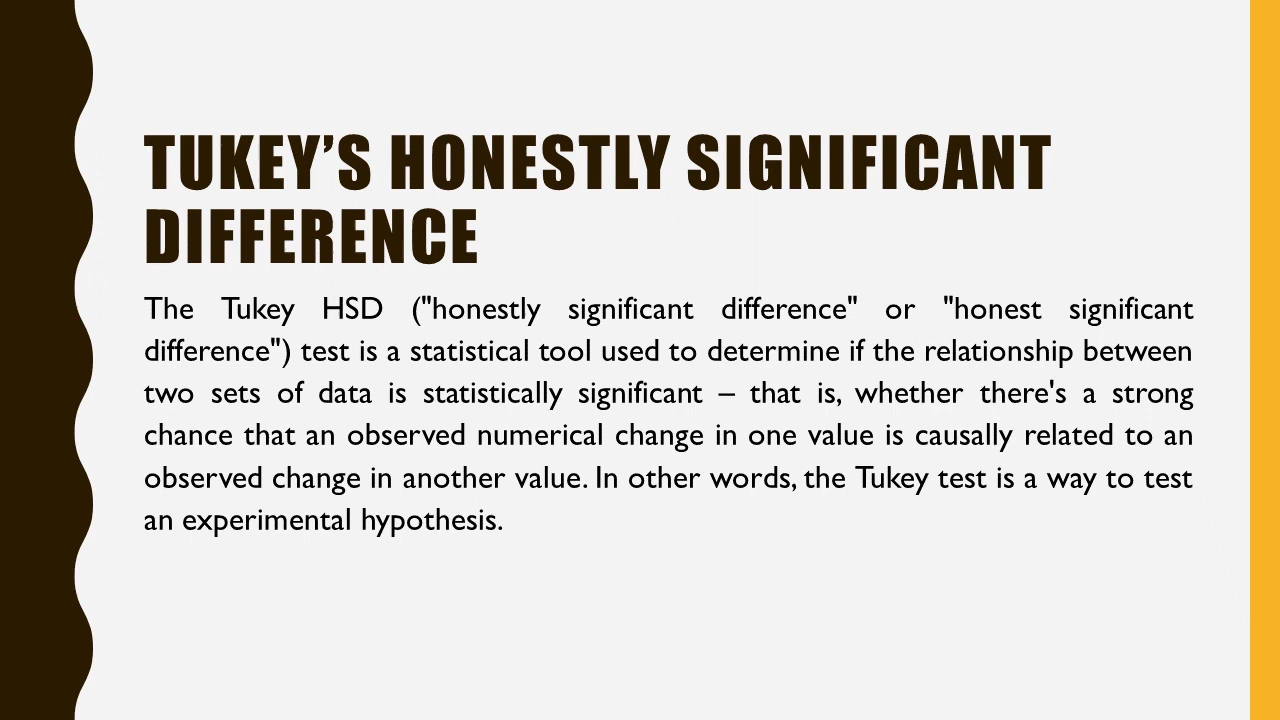 TUKEY’S HONESTLY SIGNIFICANT
DIFFERENCE
The Tukey HSD ("honestly significant difference" or "honest significant
difference") test is a statistical tool used to determine if the relationship between
two sets of data is statistically significant – that is, whether there's a strong
chance that an observed numerical change in one value is causally related to an
observed change in another value. In other words, the Tukey test is a way to test
an experimental hypothesis.